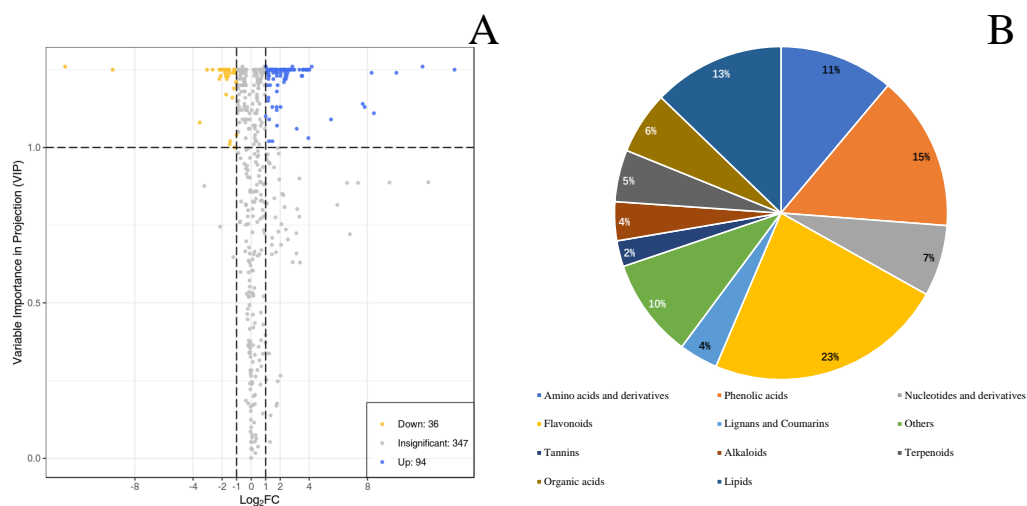 A
B
Variable Importance in Projection (VIP)
1.0
0.5
0.0
-8
-4
-2
-1
0
1
2
4
8
Log2FC
Down: 36
Insignificant: 347
Up: 94
11%
15%
7%
23%
4%
10%
2%
4%
5%
6%
13%
Amino acids and derivatives Phenolic acids Nucleotides and derivatives
Flavonoids Lignans and Coumarins Others
Tannins Alkaloids Terpenoids
Organic acids Lipids